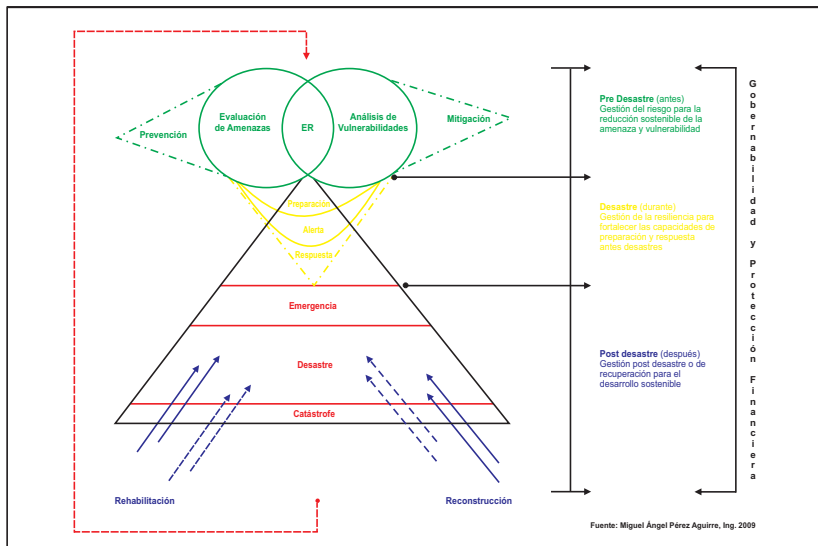 Prevención
Evaluación
de Amenazas
ER
Análisis de
Vulnerabilidades
Mitigación
Preparación
Alerta
Respuesta
Emergencia
Desastre
Catástrofe
Rehabilitación
Reconstrucción
Pre Desastre (antes)
Gestión del riesgo para la
reducción sostenible de la
amenaza y vulnerabilidad
Desastre (durante)
Gestión de la resiliencia para
fortalecer las capacidades de
preparación y respuesta
antes desastres
Post desastre (después)
Gestión post desastre o de
recuperación para el
desarrollo sostenible
Gobernabilidad y Protección Financiera
Fuente: Miguel Ángel Pérez Aguirre, Ing. 2009